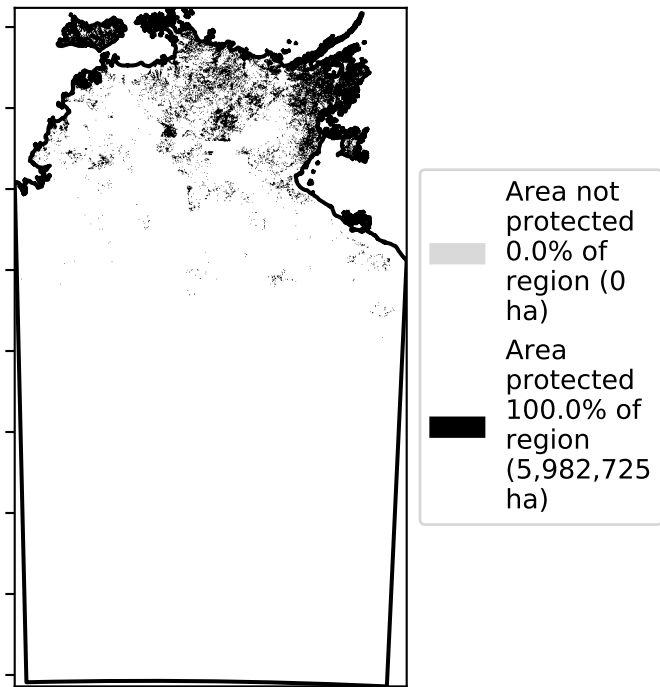 Area not
protected
0.0% of
region (0
ha)
Area
protected
100.0% of
region
(5,982,725
ha)